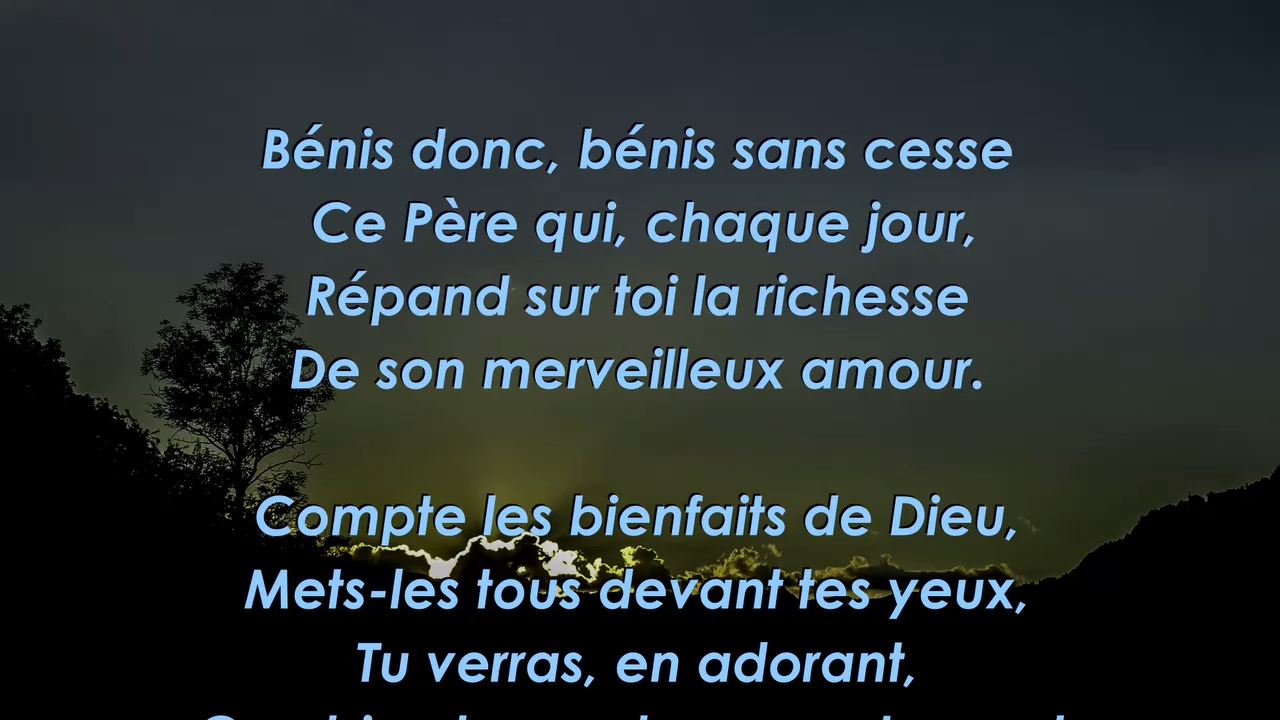 Bénis donc, bénis sans cesse
Ce Père qui, chaque jour,
Répand sur toi la richesse
De son merveilleux amour.
Compte les bienfaits de Dieu,
Mets-les tous devant tes yeux,
Tu verras, en adorant,